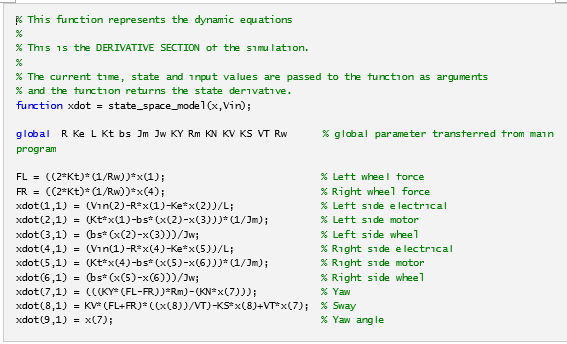 % This function represents the dynamic equations
%
% This is the DERIVATIVE SECTION of the simulation.
%
% The current time, state and input values are passed to the function as arguments
% and the function returns the state derivative.
function xdot = state_space_model(x,Vin);
global R Ke L Kt bs Jm Jw KY Rm KN KV KS VT Rw % global parameter transferred from main
program
FL = ((2*Kt)*(1/Rw))*x(1); % Left wheel force
FR = ((2*Kt)*(1/Rw))*x(4); % Right wheel force
xdot(1,1) = (Vin(2)-R*x(1)-Ke*x(2))/L; % Left side electrical
xdot(2,1) = (Kt*x(1)-bs*(x(2)-x(3)))*(1/Jm); % Left side motor
xdot(3,1) = (bs*(x(2)-x(3)))/Jw; % Left side wheel
xdot(4,1) = (Vin(1)-R*x(4)-Ke*x(5))/L; % Right side electrical
xdot(5,1) = (Kt*x(4)-bs*(x(5)-x(6)))*(1/Jm); % Right side motor
xdot(6,1) = (bs*(x(5)-x(6)))/Jw; % Right side wheel
xdot(7,1) = (((KY*(FL-FR))*Rm)-(KN*x(7))); % Yaw
xdot(8,1) = KV*(FL+FR)*((x(8))/VT)-KS*x(8)+VT*x(7); % Sway
xdot(9,1) = x(7); % Yaw angle